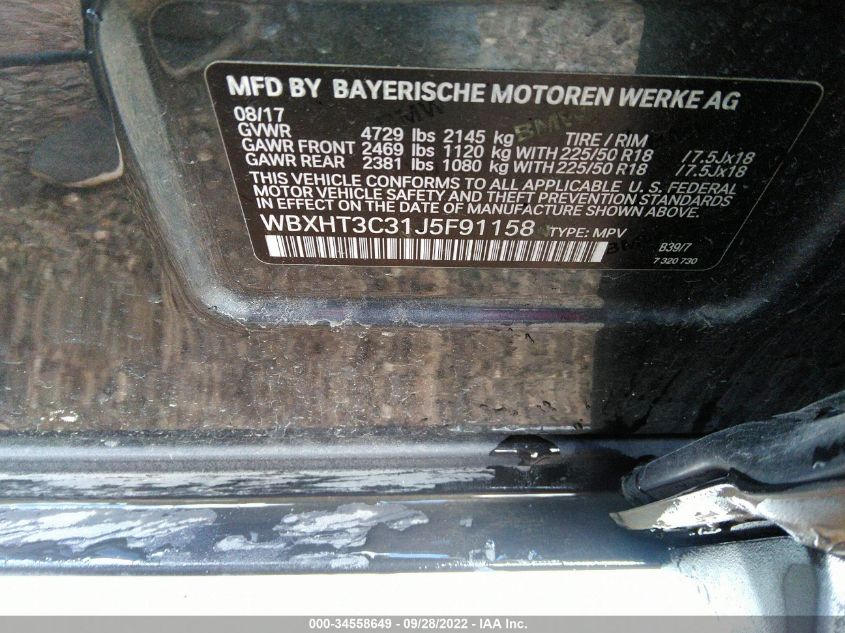 MFD BY BAYERISCHE MOTOREN WERKE AG
08/17
GVWR 4729 lbs 2145 kg TIRE / RIM
GAWR FRONT 2469 lbs 1120 kg WITH 225/50 R18 /7.5Jx18
GAWR REAR 2381 lbs 1080 kg WITH 225/50 R18 /7.5Jx18
THIS VEHICLE CONFORMS TO ALL APPLICABLE U.S. FEDERAL
MOTOR VEHICLE SAFETY AND THEFT PREVENTION STANDARDS
IN EFFECT ON THE DATE OF MANUFACTURE SHOWN ABOVE.
WBXHT3C31J5F91158 TYPE: MPV
B39/7
7 320 730
000-34558649 / 09/28/2022 - IAA Inc.